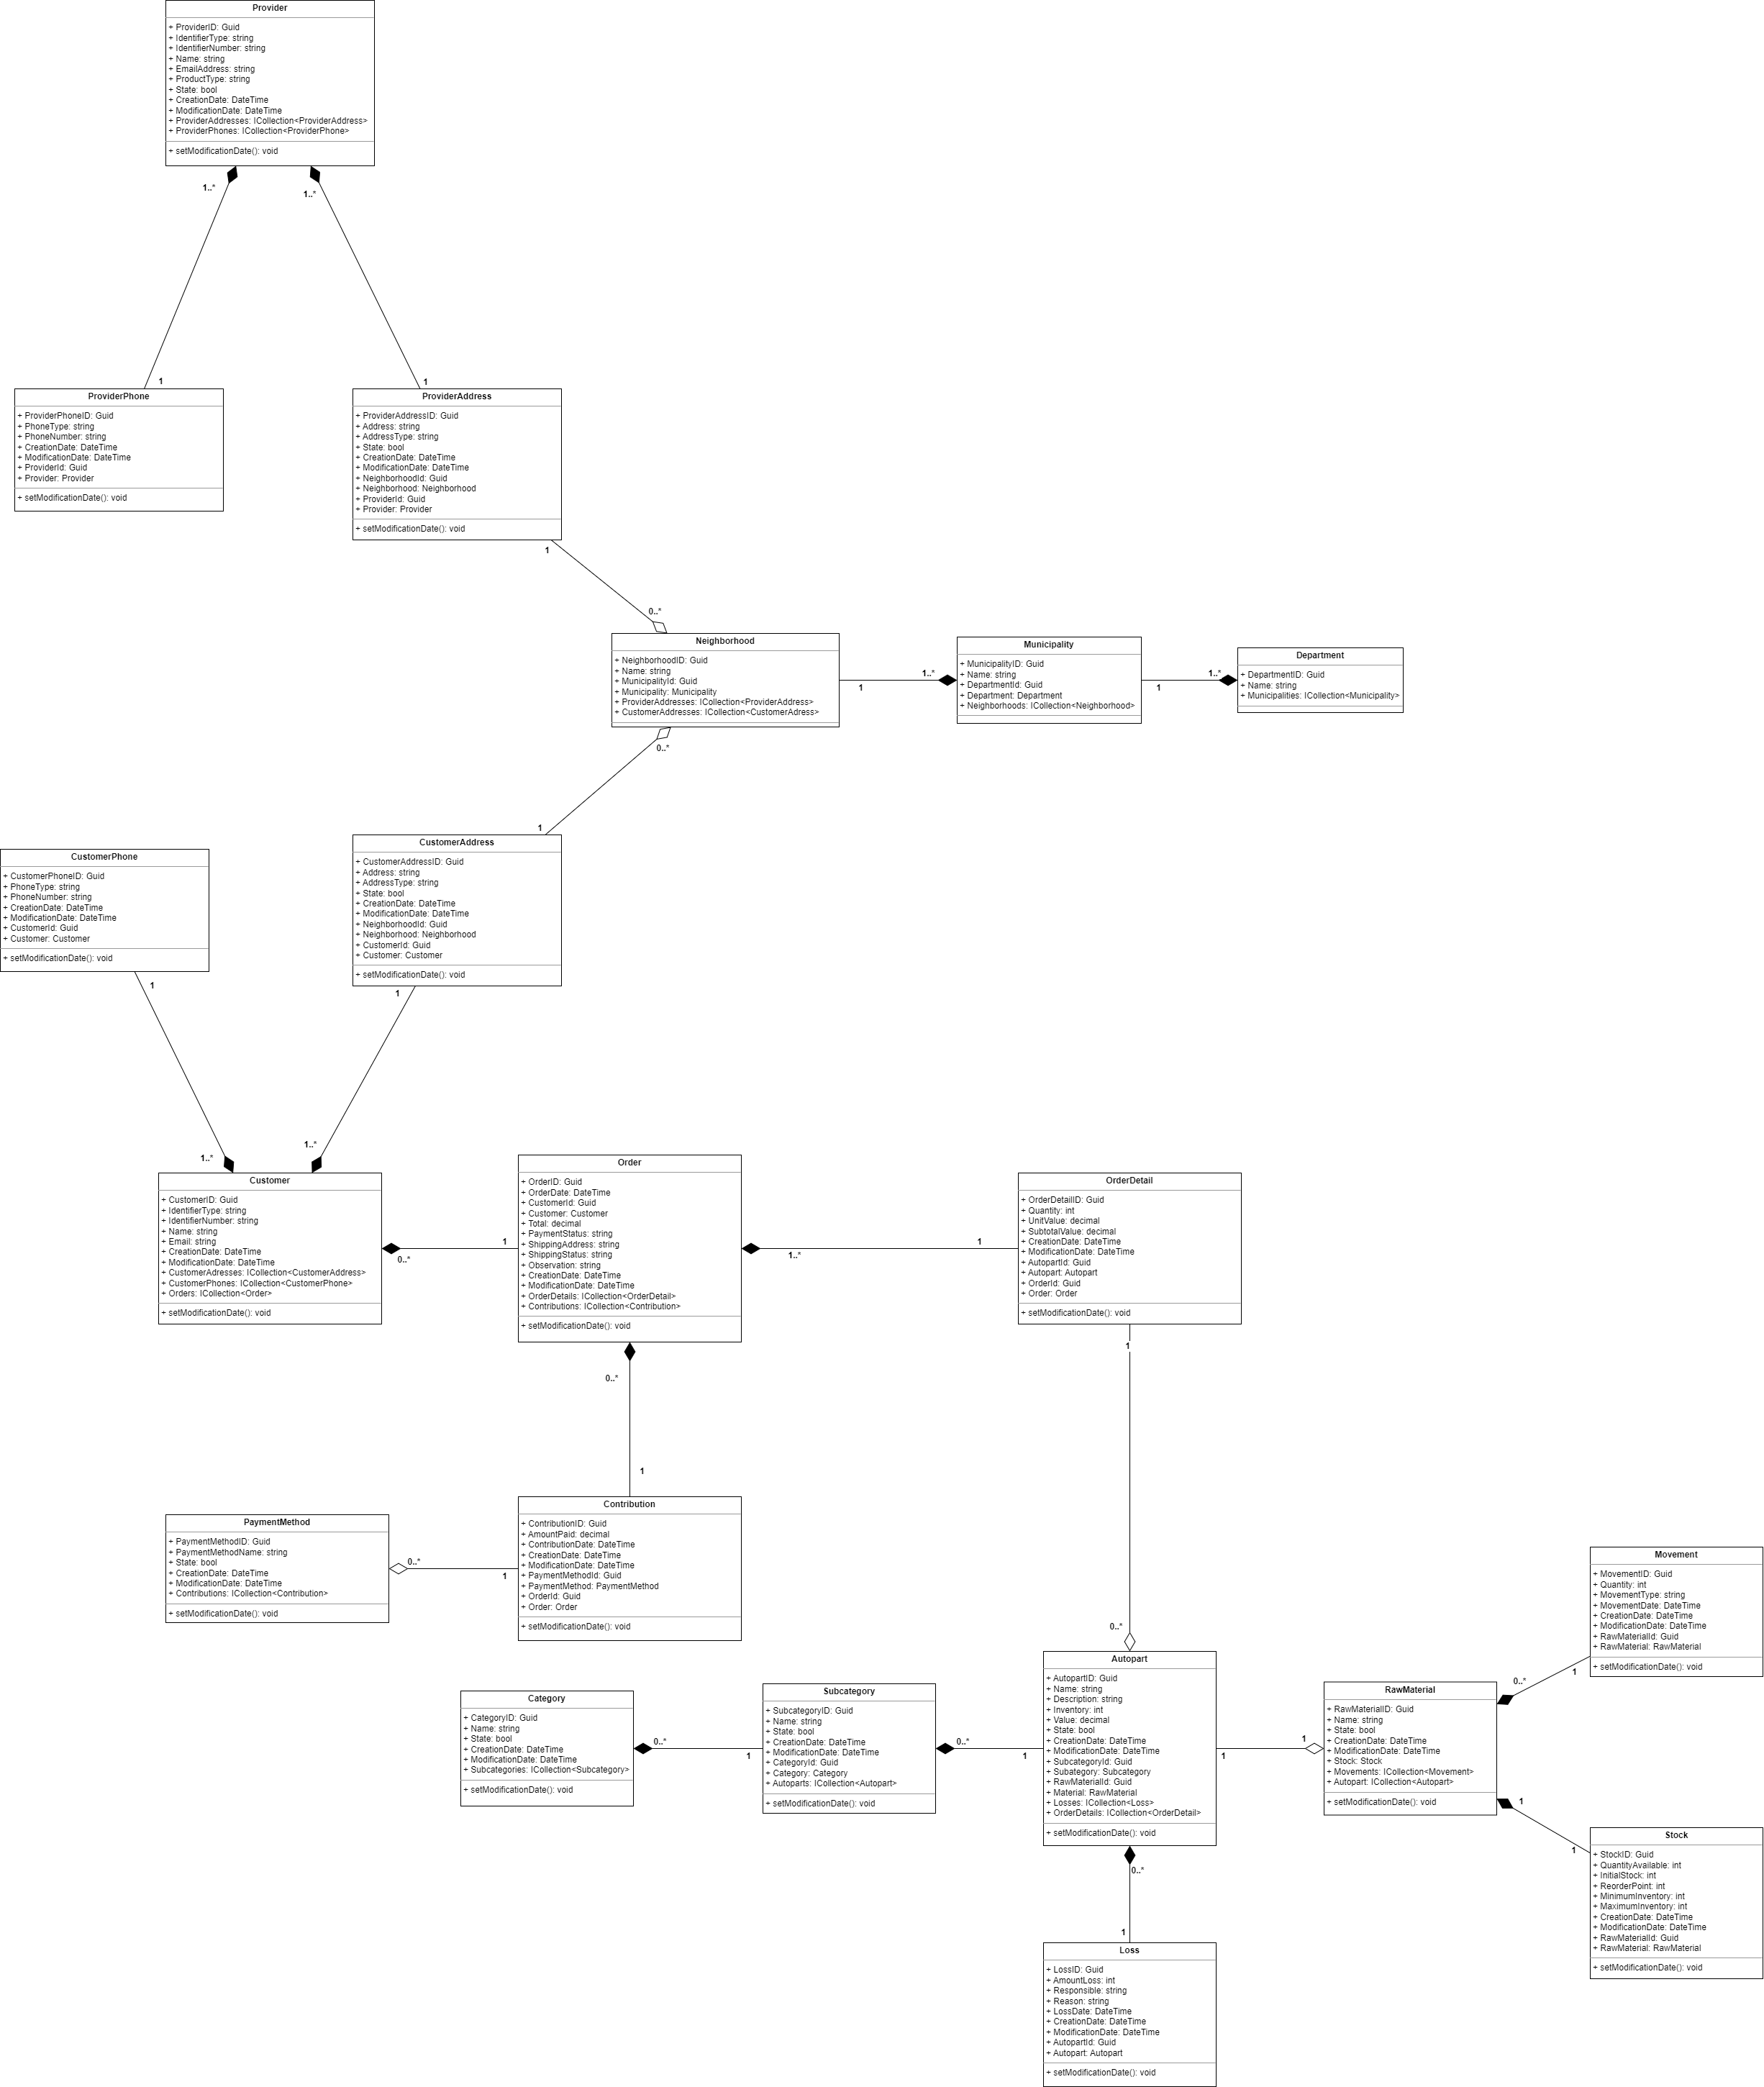 Provider
+ ProviderID: Guid
+ IdentifierType: string
+ IdentifierNumber: string
+ Name: string
+ EmailAddress: string
+ ProductType: string
+ State: bool
+ CreationDate: DateTime
+ ModificationDate: DateTime
+ ProviderAddresses: ICollection<ProviderAddress>
+ ProviderPhones: ICollection<ProviderPhone>
+ setModificationDate(): void
1..*
1..*
1
1
ProviderPhone
+ ProviderPhoneID: Guid
+ PhoneType: string
+ PhoneNumber: string
+ CreationDate: DateTime
+ ModificationDate: DateTime
+ ProviderId: Guid
+ Provider: Provider
+ setModificationDate(): void
ProviderAddress
+ ProviderAddressID: Guid
+ Address: string
+ AddressType: string
+ State: bool
+ CreationDate: DateTime
+ ModificationDate: DateTime
+ NeighborhoodId: Guid
+ Neighborhood: Neighborhood
+ ProviderId: Guid
+ Provider: Provider
+ setModificationDate(): void
1
0..*
Neighborhood
+ NeighborhoodID: Guid
+ Name: string
+ MunicipalityId: Guid
+ Municipality: Municipality
+ ProviderAddresses: ICollection<ProviderAddress>
+ CustomerAddresses: ICollection<CustomerAdress>
1
1..*
Municipality
+ MunicipalityID: Guid
+ Name: string
+ DepartmentId: Guid
+ Department: Department
+ Neighborhoods: ICollection<Neighborhood>
1
1..*
Department
+ DepartmentID: Guid
+ Name: string
+ Municipalities: ICollection<Municipality>
0..*
1
CustomerPhone
+ CustomerPhoneID: Guid
+ PhoneType: string
+ PhoneNumber: string
+ CreationDate: DateTime
+ ModificationDate: DateTime
+ CustomerId: Guid
+ Customer: Customer
+ setModificationDate(): void
CustomerAddress
+ CustomerAddressID: Guid
+ Address: string
+ AddressType: string
+ State: bool
+ CreationDate: DateTime
+ ModificationDate: DateTime
+ NeighborhoodId: Guid
+ Neighborhood: Neighborhood
+ CustomerId: Guid
+ Customer: Customer
+ setModificationDate(): void
1
1
1..*
1..*
Customer
+ CustomerID: Guid
+ IdentifierType: string
+ IdentifierNumber: string
+ Name: string
+ Email: string
+ CreationDate: DateTime
+ ModificationDate: DateTime
+ CustomerAdresses: ICollection<CustomerAddress>
+ CustomerPhones: ICollection<CustomerPhone>
+ Orders: ICollection<Order>
+ setModificationDate(): void
0..*
1
Order
+ OrderID: Guid
+ OrderDate: DateTime
+ CustomerId: Guid
+ Customer: Customer
+ Total: decimal
+ PaymentStatus: string
+ ShippingAddress: string
+ ShippingStatus: string
+ Observation: string
+ CreationDate: DateTime
+ ModificationDate: DateTime
+ OrderDetails: ICollection<OrderDetail>
+ Contributions: ICollection<Contribution>
+ setModificationDate(): void
1..*
1
OrderDetail
+ OrderDetailID: Guid
+ Quantity: int
+ UnitValue: decimal
+ SubtotalValue: decimal
+ CreationDate: DateTime
+ ModificationDate: DateTime
+ AutopartId: Guid
+ Autopart: Autopart
+ OrderId: Guid
+ Order: Order
+ setModificationDate(): void
1
0..*
0..*
1
PaymentMethod
+ PaymentMethodID: Guid
+ PaymentMethodName: string
+ State: bool
+ CreationDate: DateTime
+ ModificationDate: DateTime
+ Contributions: ICollection<Contribution>
+ setModificationDate(): void
0..*
1
Contribution
+ ContributionID: Guid
+ AmountPaid: decimal
+ ContributionDate: DateTime
+ CreationDate: DateTime
+ ModificationDate: DateTime
+ PaymentMethodId: Guid
+ PaymentMethod: PaymentMethod
+ OrderId: Guid
+ Order: Order
+ setModificationDate(): void
Category
+ CategoryID: Guid
+ Name: string
+ State: bool
+ CreationDate: DateTime
+ ModificationDate: DateTime
+ Subcategories: ICollection<Subcategory>
+ setModificationDate(): void
0..*
1
Subcategory
+ SubcategoryID: Guid
+ Name: string
+ State: bool
+ CreationDate: DateTime
+ ModificationDate: DateTime
+ CategoryId: Guid
+ Category: Category
+ Autoparts: ICollection<Autopart>
+ setModificationDate(): void
0..*
1
Autopart
+ AutopartID: Guid
+ Name: string
+ Description: string
+ Inventory: int
+ Value: decimal
+ State: bool
+ CreationDate: DateTime
+ ModificationDate: DateTime
+ SubcategoryId: Guid
+ Subategory: Subcategory
+ RawMaterialId: Guid
+ Material: RawMaterial
+ Losses: ICollection<Loss>
+ OrderDetails: ICollection<OrderDetail>
+ setModificationDate(): void
1
1
RawMaterial
+ RawMaterialID: Guid
+ Name: string
+ State: bool
+ CreationDate: DateTime
+ ModificationDate: DateTime
+ Stock: Stock
+ Movements: ICollection<Movement>
+ Autopart: ICollection<Autopart>
+ setModificationDate(): void
0..*
1
Movement
+ MovementID: Guid
+ Quantity: int
+ MovementType: string
+ MovementDate: DateTime
+ CreationDate: DateTime
+ ModificationDate: DateTime
+ RawMaterialId: Guid
+ RawMaterial: RawMaterial
+ setModificationDate(): void
1
1
Stock
+ StockID: Guid
+ QuantityAvailable: int
+ InitialStock: int
+ ReorderPoint: int
+ MinimumInventory: int
+ MaximumInventory: int
+ CreationDate: DateTime
+ ModificationDate: DateTime
+ RawMaterialId: Guid
+ RawMaterial: RawMaterial
+ setModificationDate(): void
0..*
1
Loss
+ LossID: Guid
+ AmountLoss: int
+ Responsible: string
+ Reason: string
+ LossDate: DateTime
+ CreationDate: DateTime
+ ModificationDate: DateTime
+ AutopartId: Guid
+ Autopart: Autopart
+ setModificationDate(): void